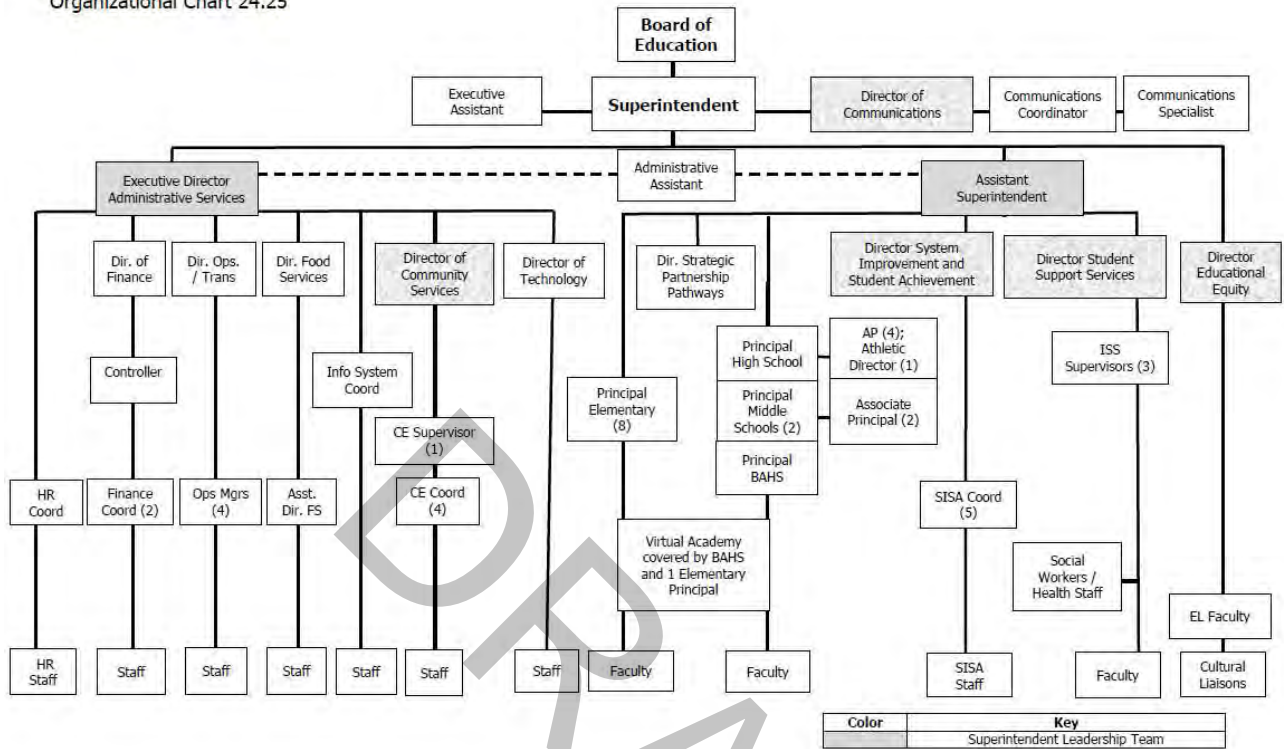 Organizational Chart 24.25
Board of
Education
Executive
Assistant
Superintendent
Director of
Communications
Communications
Coordinator
Communications
Specialist
Executive Director
Administrative Services
Administrative
Assistant
Assistant
Superintendent
Dir. of
Finance
Dir. Ops.
/ Trans
Dir. Food
Services
Director of
Community
Services
Director of
Technology
Dir. Strategic
Partnership
Pathways
Director System
Improvement and
Student Achievement
Director Student
Support Services
Director
Educational
Equity
Controller
Info System
Coord
Principal
Elementary
(8)
Principal
High School
AP (4);
Athletic
Director (1)
Principal
Middle
Schools (2)
Associate
Principal (2)
Principal
BAHS
ISS
Supervisors (3)
CE Supervisor
(1)
HR
Coord
Finance
Coord (2)
Ops Mgrs
(4)
Asst.
Dir. FS
CE Coord
(4)
SISA Coord
(5)
Virtual Academy
covered by BAHS
and 1 Elementary
Principal
Social
Workers /
Health Staff
EL Faculty
HR
Staff
Staff
Staff
Staff
Staff
Staff
Staff
Faculty
Faculty
SISA
Staff
Faculty
Cultural
Liaisons
Color Key
Superintendent Leadership Team